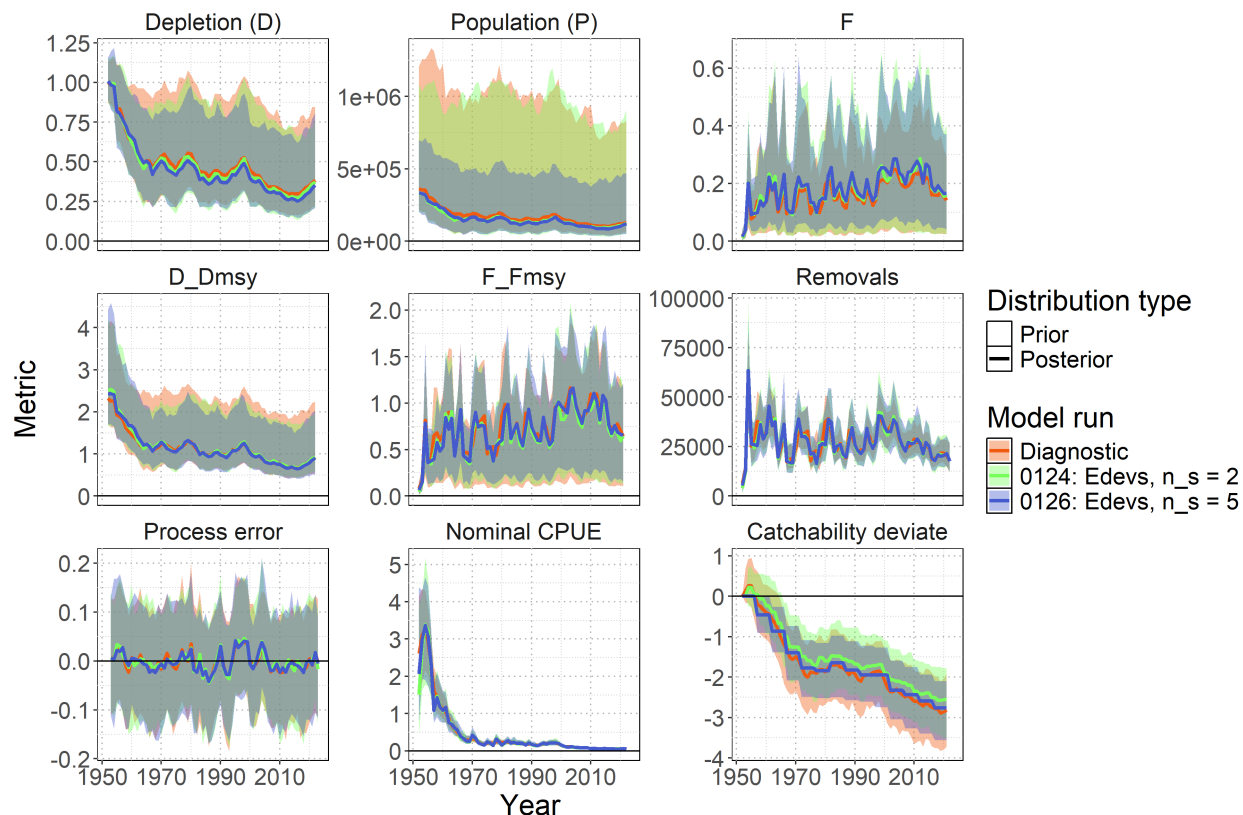 Depletion (D)
Population (P)
F
1.25
1.00
0.75
0.50
0.25
0.00
1e+06
5e+05
0e+00
0.6
0.4
0.2
0.0
D_Dmsy
F_Fmsy
Removals
4
3
2
1
0
2.0
1.5
1.0
0.5
0.0
100000
75000
50000
25000
0
Process error
Nominal CPUE
Catchability deviate
0.2
0.1
0.0
-0.1
-0.2
5
4
3
2
1
0
1
0
-1
-2
-3
-4
1950 1970 1990 2010
1950 1970 1990 2010
1950 1970 1990 2010
Metric
Year
Distribution type
Prior
Posterior
Model run
Diagnostic
0124: Edevs, n_s = 2
0126: Edevs, n_s = 5